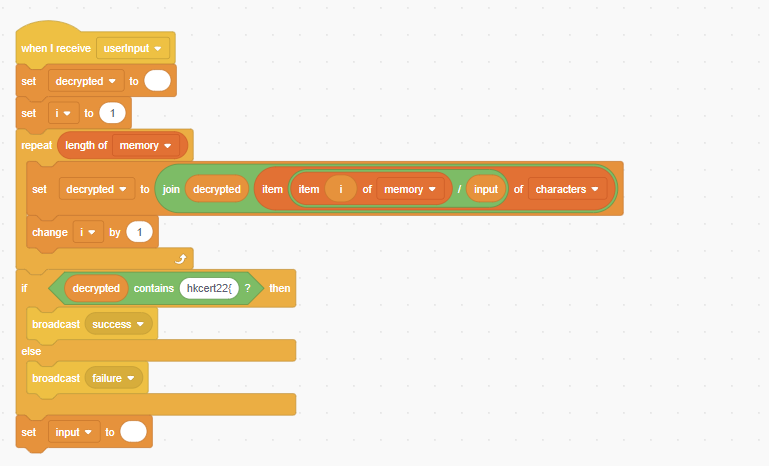 when I receive userInput
set decrypted to
set i to 1
repeat length of memory
set decrypted to join decrypted item item i of memory / input of characters
change i by 1
if decrypted contains hkcert22{ ? then
broadcast success
else
broadcast failure
set input to